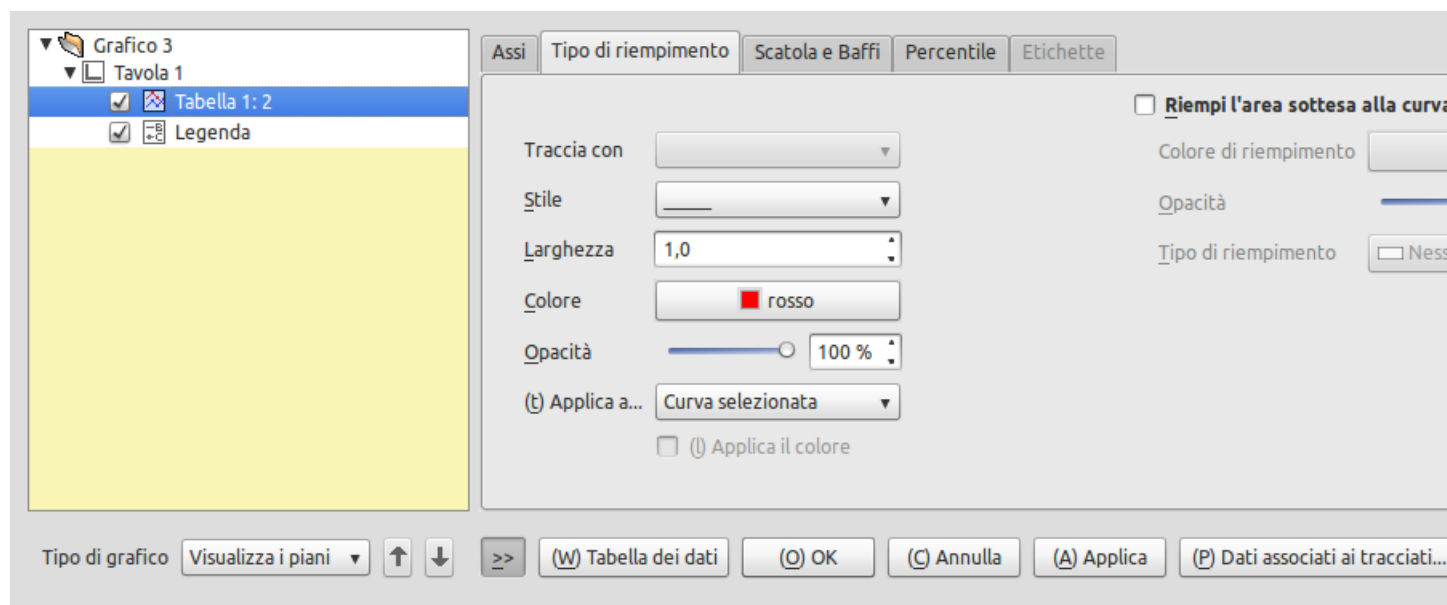 Grafico 3
Tavola 1
Tabella 1: 2
Legenda
Assi
Tipo di riempimento
Scatola e Baffi
Percentile
Etichette
Riempi l'area sottesa alla curva
Traccia con
Colore di riempimento
Stile
Opacità
Larghezza 1,0
Tipo di riempimento
Colore rosso
Opacità 100 %
(t) Applica a... Curva selezionata
(l) Applica il colore
Tipo di grafico Visualizza i piani
>>
(W) Tabella dei dati
(O) OK
(C) Annulla
(A) Applica
(P) Dati associati ai tracciati...